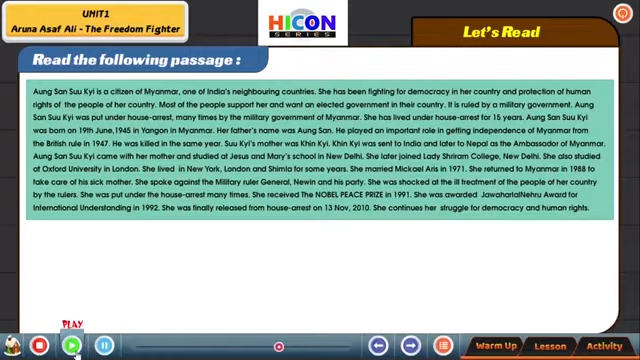 UNIT1
Aruna Asaf Ali - The Freedom Fighter
HICON
SERIES
Let's Read
Read the following passage :
Aung San Suu Kyi is a citizen of Myanmar, one of India's neighbouring countries. She has been fighting for democracy in her country and protection of human
rights of the people of her country. Most of the people support her and want an elected government in their country. It is ruled by a military government. Aung
San Suu Kyi was put under house-arrest, many times by the military government of Myanmar. She has lived under house-arrest for 15 years. Aung San Suu Kyi
was born on 19th June,1945 in Yangon in Myanmar. Her father's name was Aung San. He played an important role in getting independence of Myanmar from
the British rule in 1947. He was killed in the same year. Suu Kyi's mother was Khin Kyi. Khin Kyi was sent to India and later to Nepal as the Ambassador of Myanmar.
Aung San Suu Kyi came with her mother and studied at Jesus and Mary's school in New Delhi. She later joined Lady Shriram College, New Delhi. She also studied
at Oxford University in London. She lived in New York, London and Shimla for some years. She married Mickael Aris in 1971. She returned to Myanmar in 1988 to
take care of his sick mother. She spoke against the Military ruler General, Newin and his party. She was shocked at the ill treatment of the people of her country
by the rulers. She was put under the house-arrest many times. She received The NOBEL PEACE PRIZE in 1991. She was awarded JawaharlalNehru Award for
International Understanding in 1992. She was finally released from house-arrest on 13 Nov, 2010. She continues her struggle for democracy and human rights.
PLAY
Warm Up
Lesson
Activity